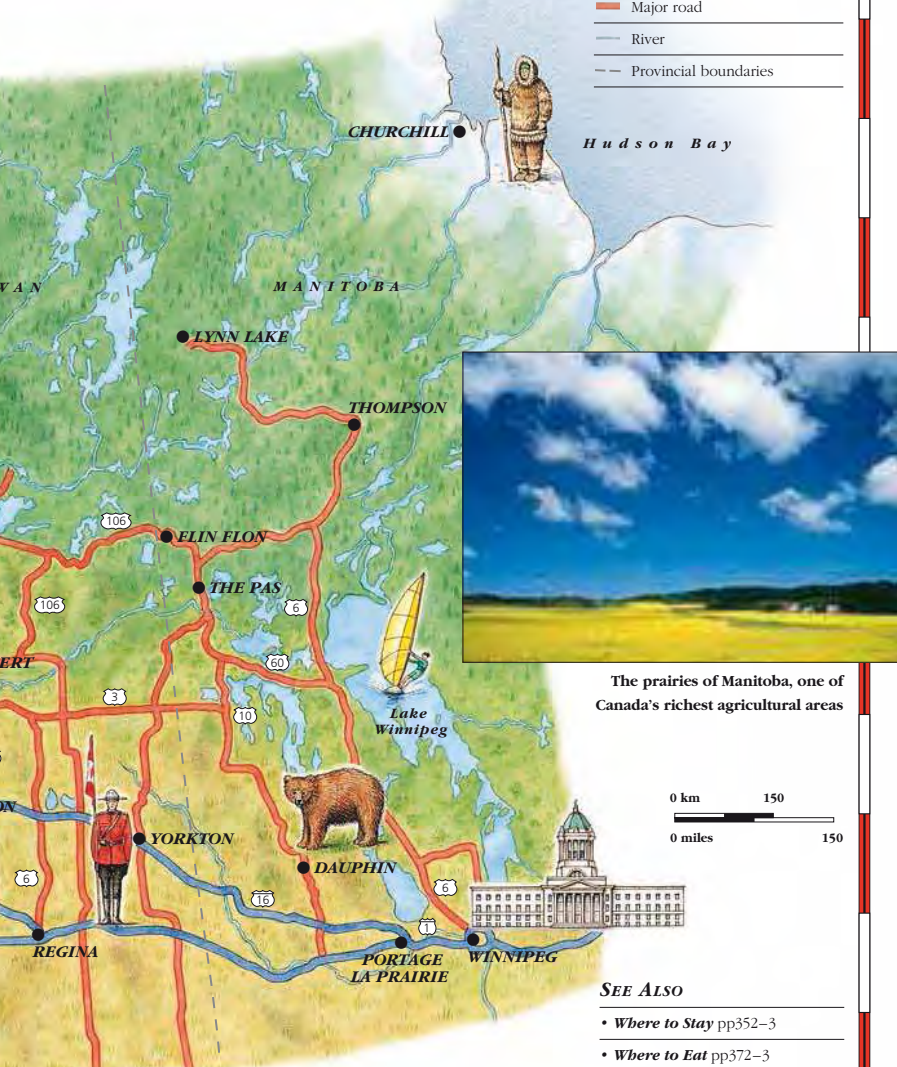 Major road
River
Provincial boundaries
CHURCHILL
Hudson Bay
MANITOBA
LYNN LAKE
THOMPSON
106
FLIN FLON
THE PAS
106
6
60
3
10
Lake
Winnipeg
The prairies of Manitoba, one of
Canada's richest agricultural areas
0 km 150
0 miles 150
YORKTON
DAUPHIN
6
16
6
1
REGINA
PORTAGE
LA PRAIRIE
WINNIPEG
SEE ALSO
• Where to Stay pp352–3
• Where to Eat pp372–3